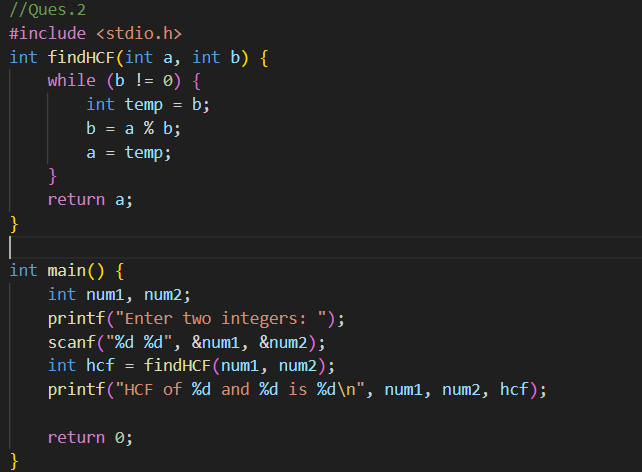 //Ques.2
#include <stdio.h>
int findHCF(int a, int b) {
    while (b != 0) {
        int temp = b;
        b = a % b;
        a = temp;
    }
    return a;
}

int main() {
    int num1, num2;
    printf("Enter two integers: ");
    scanf("%d %d", &num1, &num2);
    int hcf = findHCF(num1, num2);
    printf("HCF of %d and %d is %d\n", num1, num2, hcf);

    return 0;
}